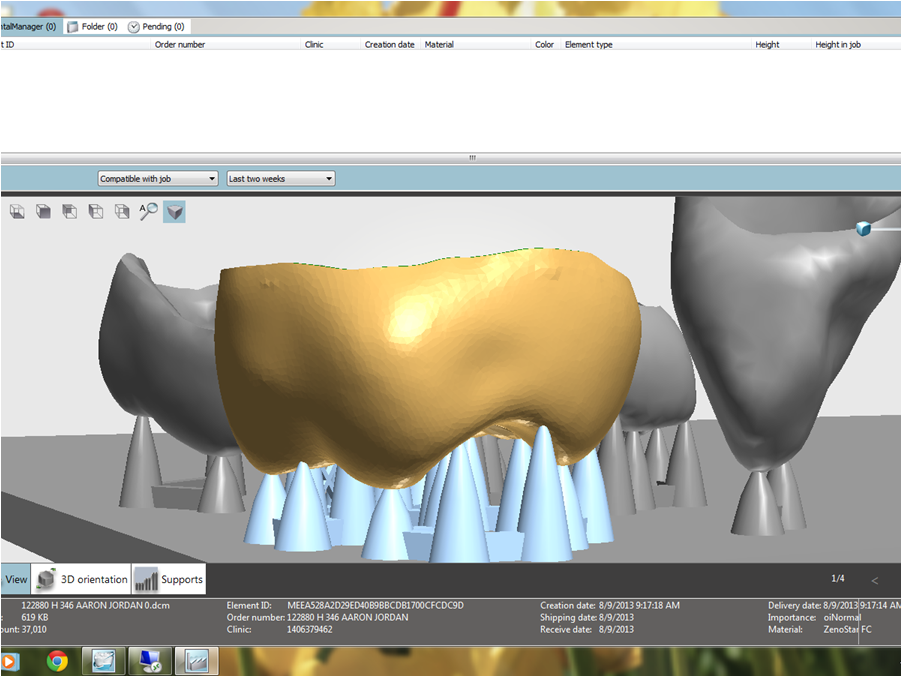 talManager (0) Folder (0) Pending (0)
t ID Order number Clinic Creation date Material Color Element type Height Height in job
Compatible with job Last two weeks
A
View 3D orientation Supports 1/4 <
122880 H 346 AARON JORDAN 0.dcm Element ID: MEEA528A2D29ED40B9BBCDB1700CFCDC9D Creation date: 8/9/2013 9:17:18 AM Delivery date: 8/9/2013 9:17:14 AM
: 619 KB Order number: 122880 H 346 AARON JORDAN Shipping date: 8/9/2013 Importance: oiNormal
ount: 37,010 Clinic: 1406379462 Receive date: 8/9/2013 Material: ZenoStar FC